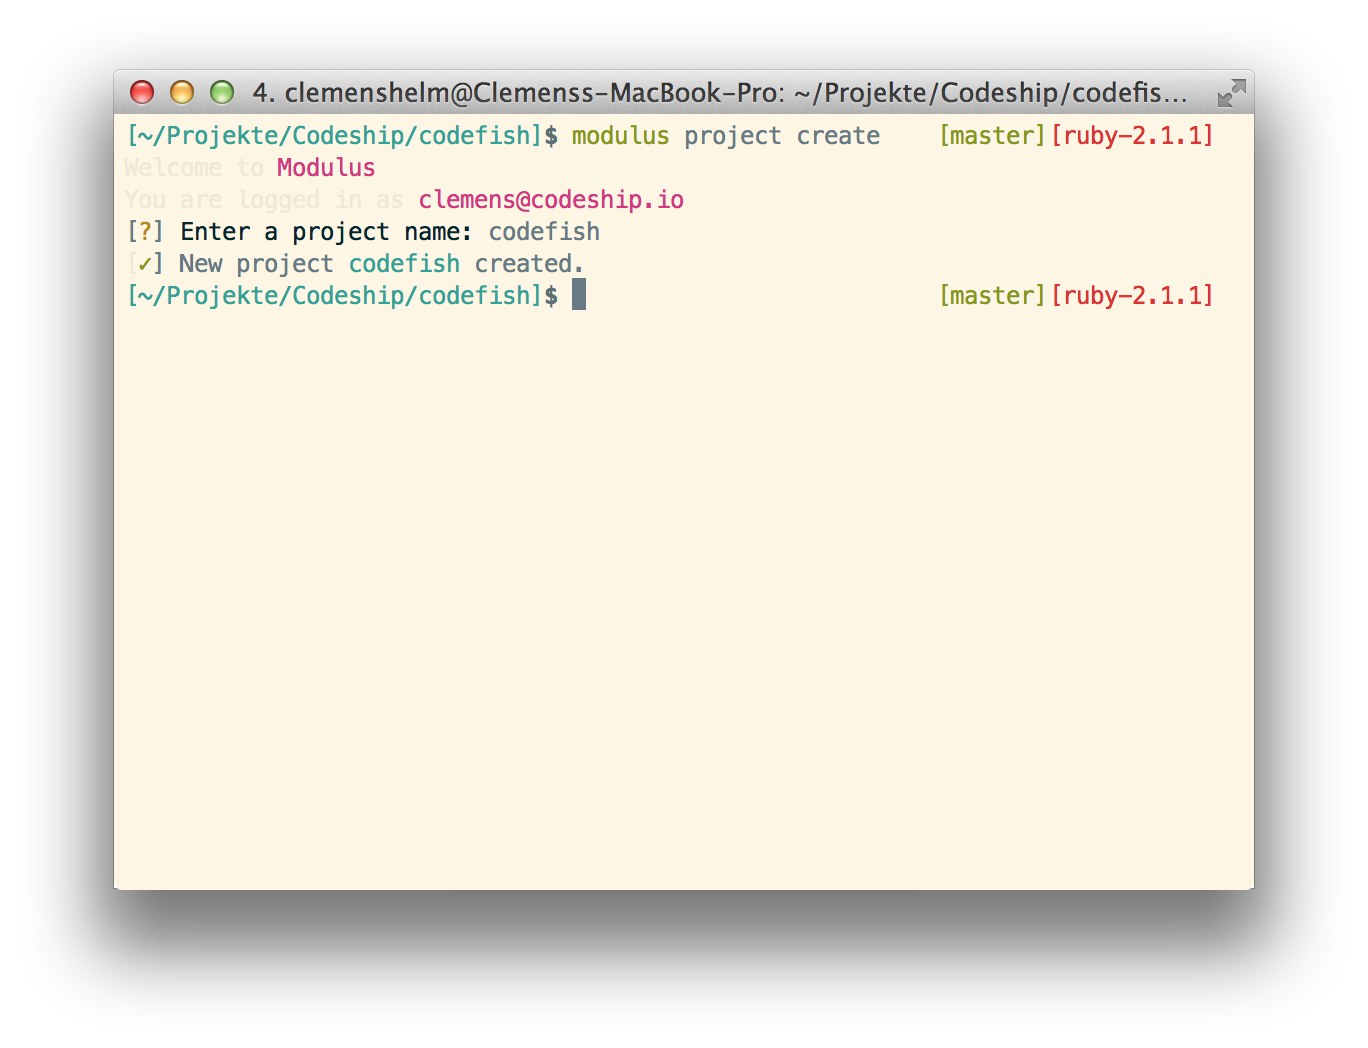 4. clemenshelm@Clemenss-MacBook-Pro: ~/Projekte/Codeship/codefis...
[~/Projekte/Codeship/codefish]$ modulus project create [master][ruby-2.1.1]
Welcome to Modulus
You are logged in as clemens@codeship.io
[?] Enter a project name: codefish
[✓] New project codefish created.
[~/Projekte/Codeship/codefish]$ [master][ruby-2.1.1]